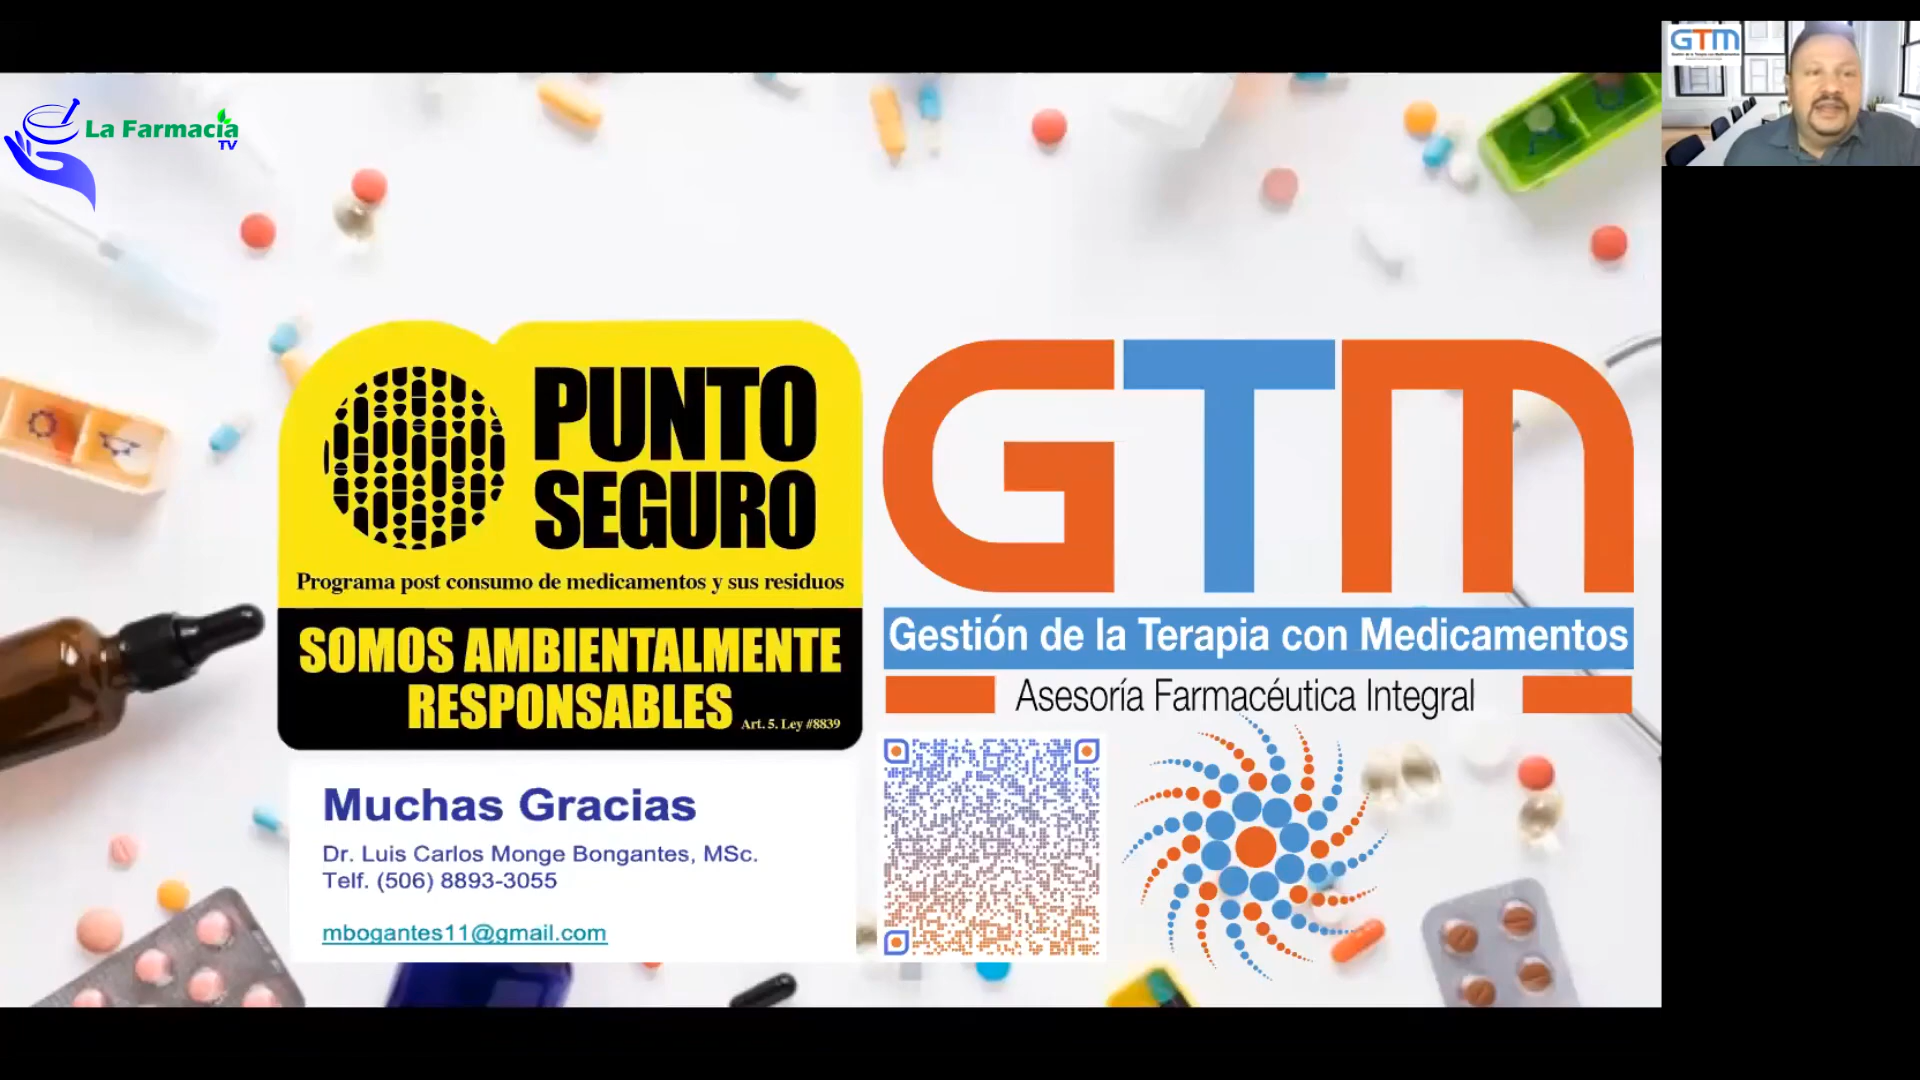 La Farmacia
TV
PUNTO
SEGURO
Programa post consumo de medicamentos y sus residuos
SOMOS AMBIENTALMENTE
RESPONSABLES Art. 5. Ley #8839
GTM
Gestión de la Terapia con Medicamentos
Asesoría Farmacéutica Integral
Muchas Gracias
Dr. Luis Carlos Monge Bongantes, MSc.
Telf. (506) 8893-3055
mbogantes11@gmail.com
GTM